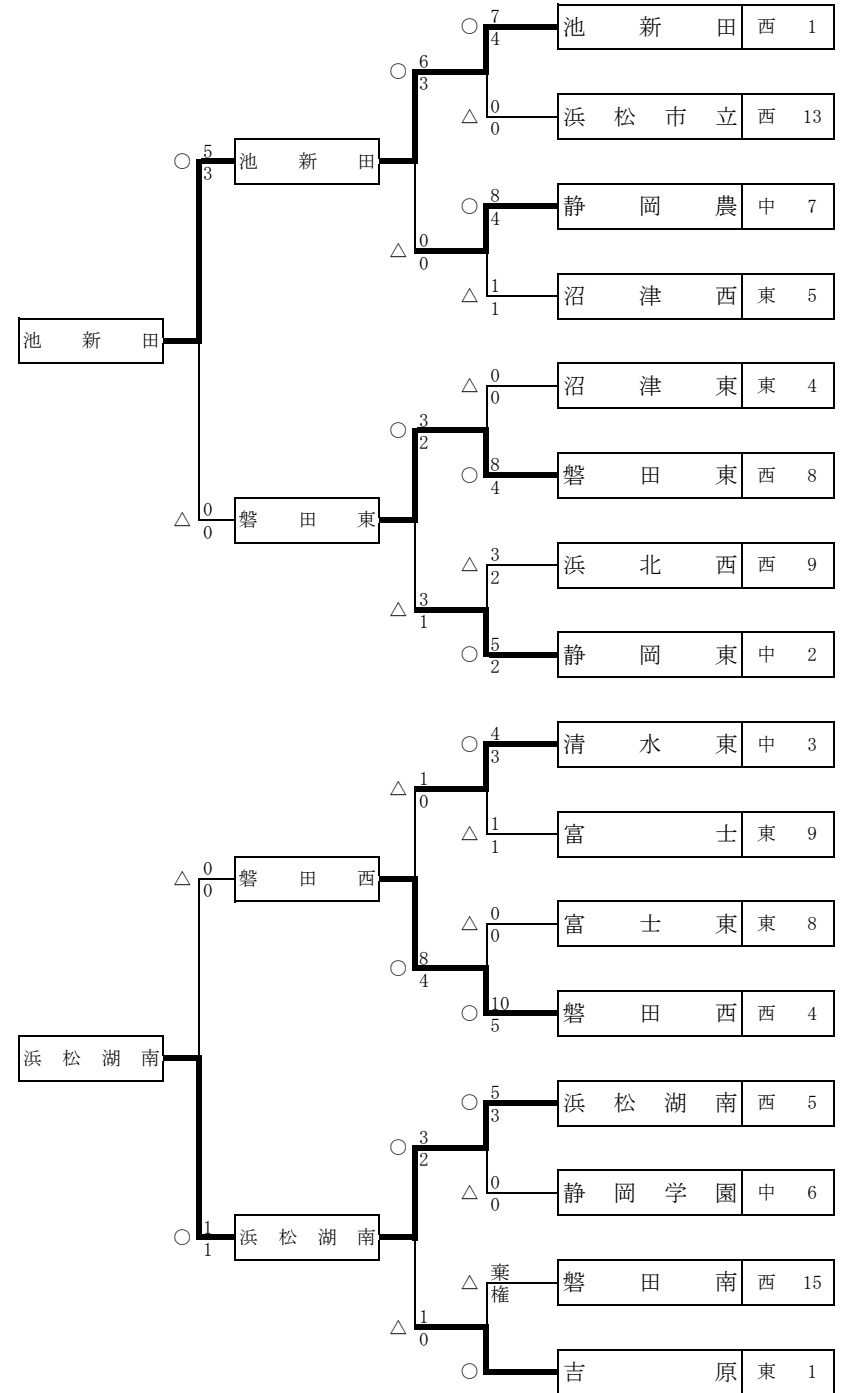 ○ 7 池新田 西 1
4
○ 6
3
△ 0 浜松市立 西 13
0
○ 5 池新田
3
○ 8 静岡農 中 7
4
△ 0
0
△ 1 沼津西 東 5
1
池新田
△ 0 沼津東 東 4
0
○ 3
2
○ 8 磐田東 西 8
4
△ 0 磐田東
0
△ 3 浜北西 西 9
2
△ 3
1
○ 5 静岡東 中 2
2
○ 4 清水東 中 3
3
△ 1
0
△ 1 富士 東 9
1
△ 0 磐田西
0
△ 0 富士東 東 8
0
○ 8
4
○ 10 磐田西 西 4
5
浜松湖南
○ 5 浜松湖南 西 5
3
○ 3
2
△ 0 静岡学園 中 6
0
○ 1 浜松湖南
1
△ 棄権 磐田南 西 15
△ 1
0
○ 吉原 東 1